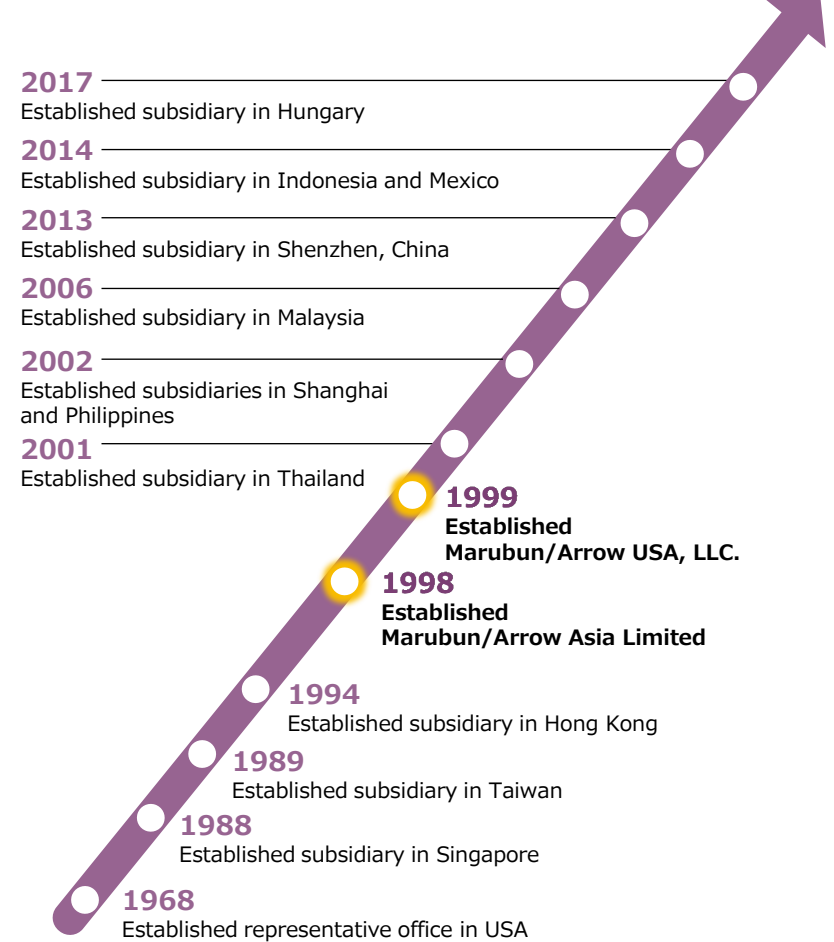 2017
Established subsidiary in Hungary
2014
Established subsidiary in Indonesia and Mexico
2013
Established subsidiary in Shenzhen, China
2006
Established subsidiary in Malaysia
2002
Established subsidiaries in Shanghai
and Philippines
2001
Established subsidiary in Thailand
1999
Established
Marubun/Arrow USA, LLC.
1998
Established
Marubun/Arrow Asia Limited
1994
Established subsidiary in Hong Kong
1989
Established subsidiary in Taiwan
1988
Established subsidiary in Singapore
1968
Established representative office in USA